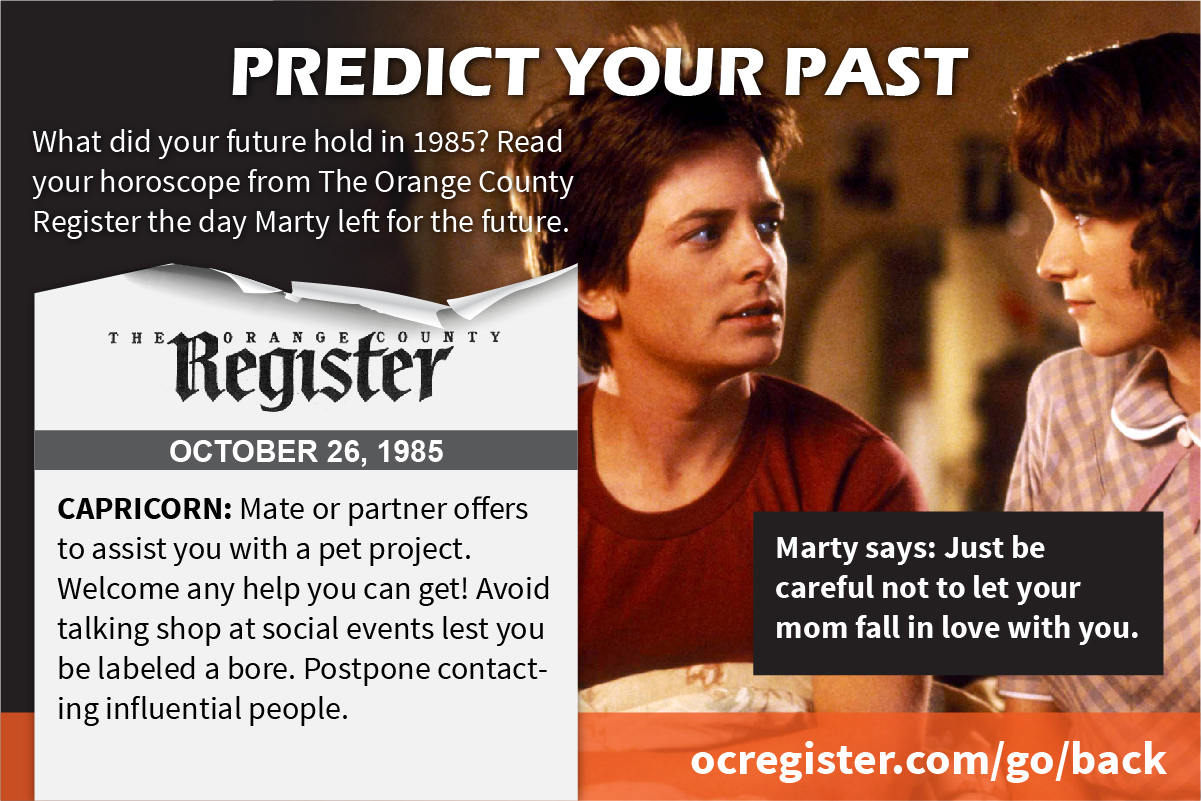 PREDICT YOUR PAST
What did your future hold in 1985? Read
your horoscope from The Orange County
Register the day Marty left for the future.
THE ORANGE COUNTY
Register
OCTOBER 26, 1985
CAPRICORN: Mate or partner offers
to assist you with a pet project.
Welcome any help you can get! Avoid
talking shop at social events lest you
be labeled a bore. Postpone contact-
ing influential people.
Marty says: Just be
careful not to let your
mom fall in love with you.
ocregister.com/go/back